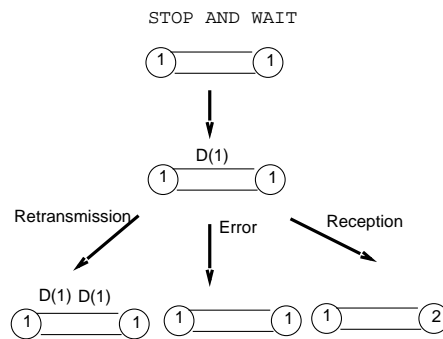 STOP AND WAIT
1 1
D(1)
1 1
Retransmission Error Reception
D(1) D(1)
1 1 1 1 1 2